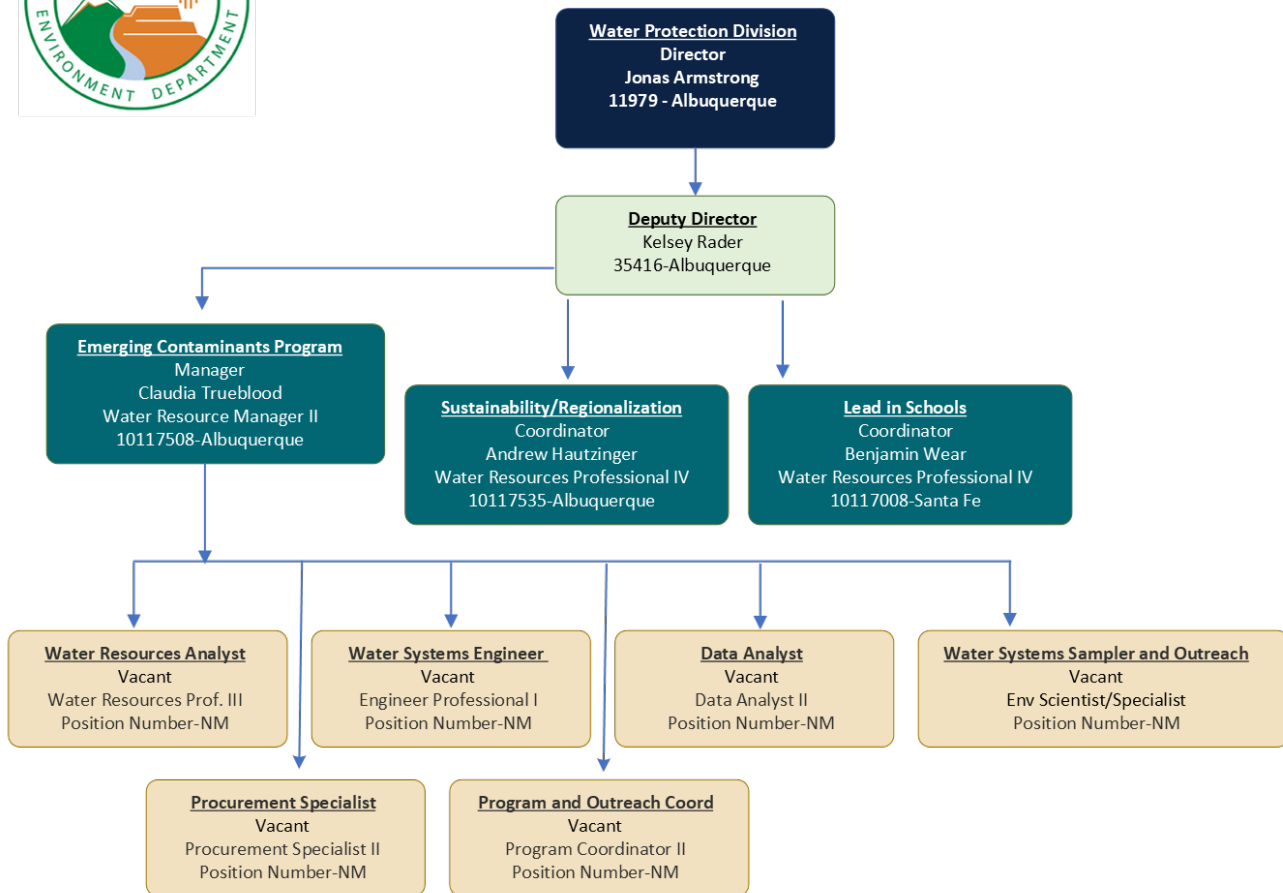 ENVIRONMENT DEPARTMENT
Water Protection Division
Director
Jonas Armstrong
11979 - Albuquerque
Deputy Director
Kelsey Rader
35416-Albuquerque
Emerging Contaminants Program
Manager
Claudia Trueblood
Water Resource Manager II
10117508-Albuquerque
Sustainability/Regionalization
Coordinator
Andrew Hautzinger
Water Resources Professional IV
10117535-Albuquerque
Lead in Schools
Coordinator
Benjamin Wear
Water Resources Professional IV
10117008-Santa Fe
Water Resources Analyst
Vacant
Water Resources Prof. III
Position Number-NM
Water Systems Engineer
Vacant
Engineer Professional I
Position Number-NM
Data Analyst
Vacant
Data Analyst II
Position Number-NM
Water Systems Sampler and Outreach
Vacant
Env Scientist/Specialist
Position Number-NM
Procurement Specialist
Vacant
Procurement Specialist II
Position Number-NM
Program and Outreach Coord
Vacant
Program Coordinator II
Position Number-NM